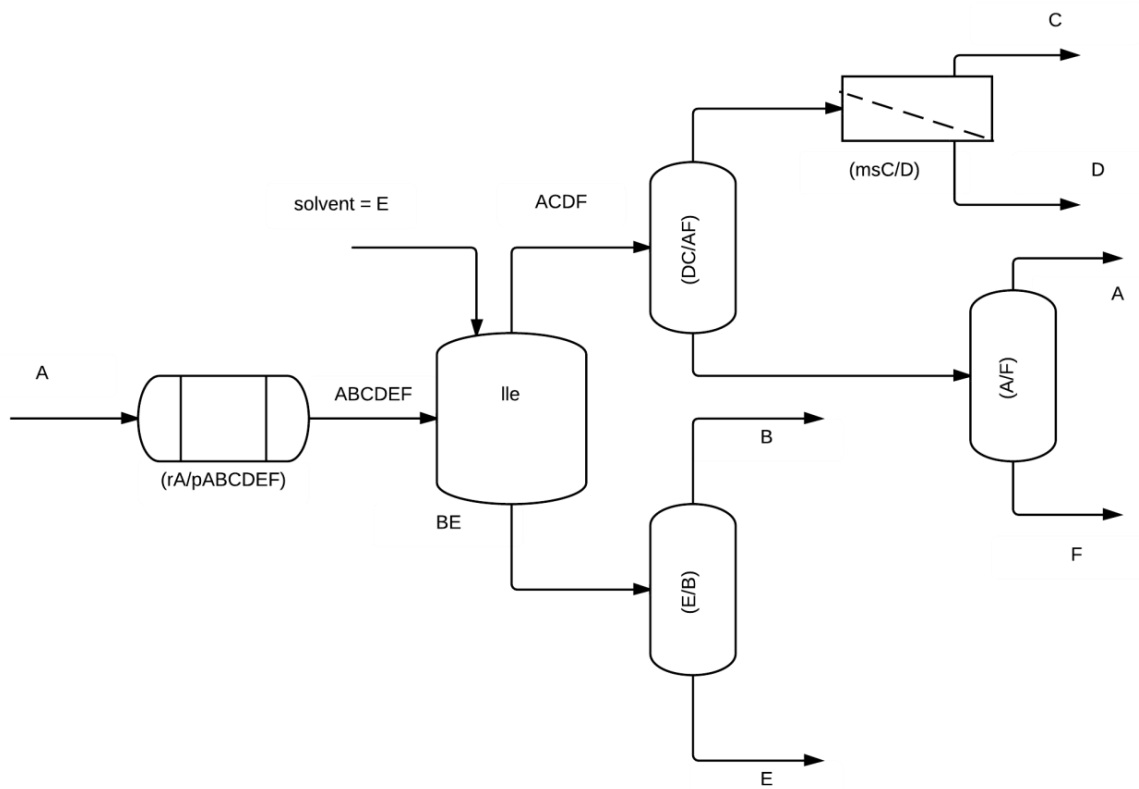 C
(msC/D)
D
solvent = E
ACDF
(DC/AF)
A
A
ABCDEF
lle
(A/F)
(rA/pABCDEF)
B
BE
F
(E/B)
E